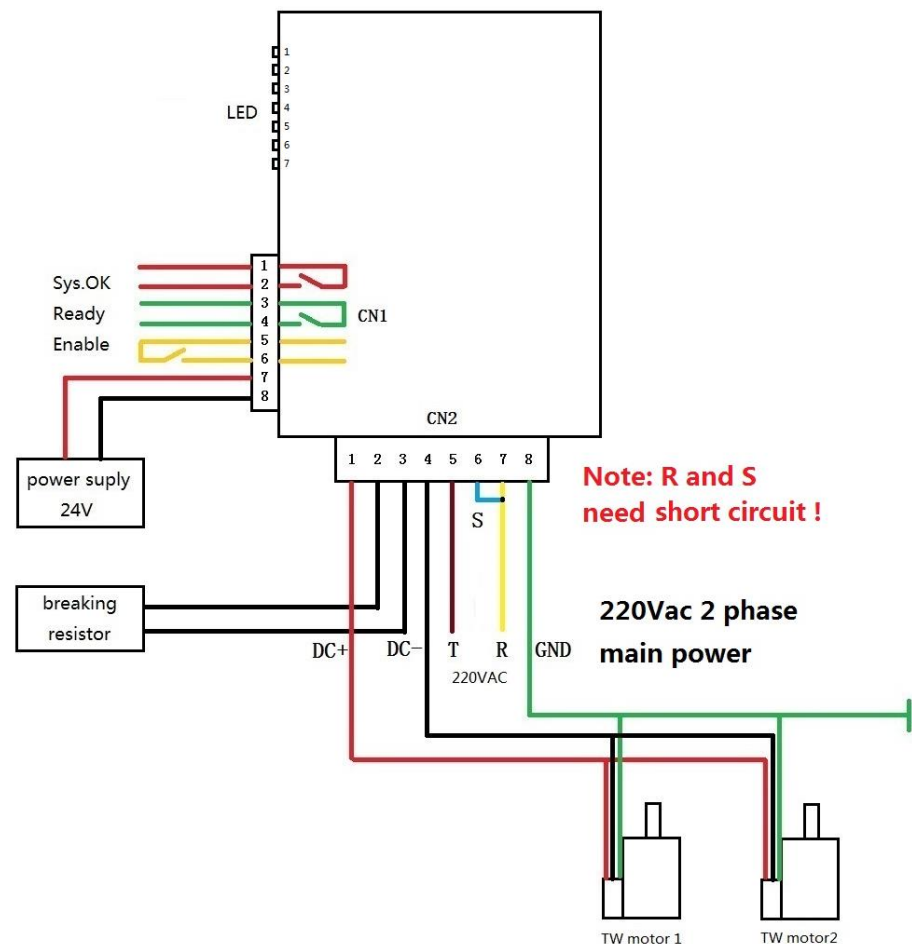 1
2
3
LED 4
5
6
7
1
Sys.OK 2
Ready 3
4 CN1
Enable 5
6
7
8
CN2
1 2 3 4 5 6 7 8
power suply
24V
S
Note: R and S
need short circuit !
breaking
resistor
220Vac 2 phase
main power
DC+ DC- T R GND
220VAC
TW motor 1 TW motor2